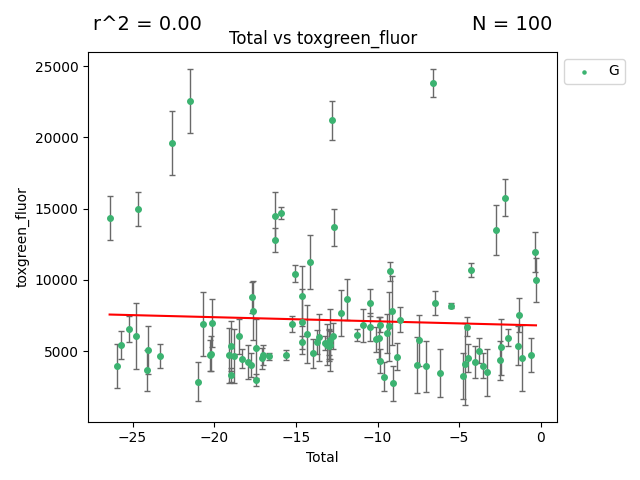 r^2 = 0.00
N = 100
Total vs toxgreen_fluor
G
25000
20000
15000
10000
5000
toxgreen_fluor
−25
−20
−15
−10
−5
0
Total